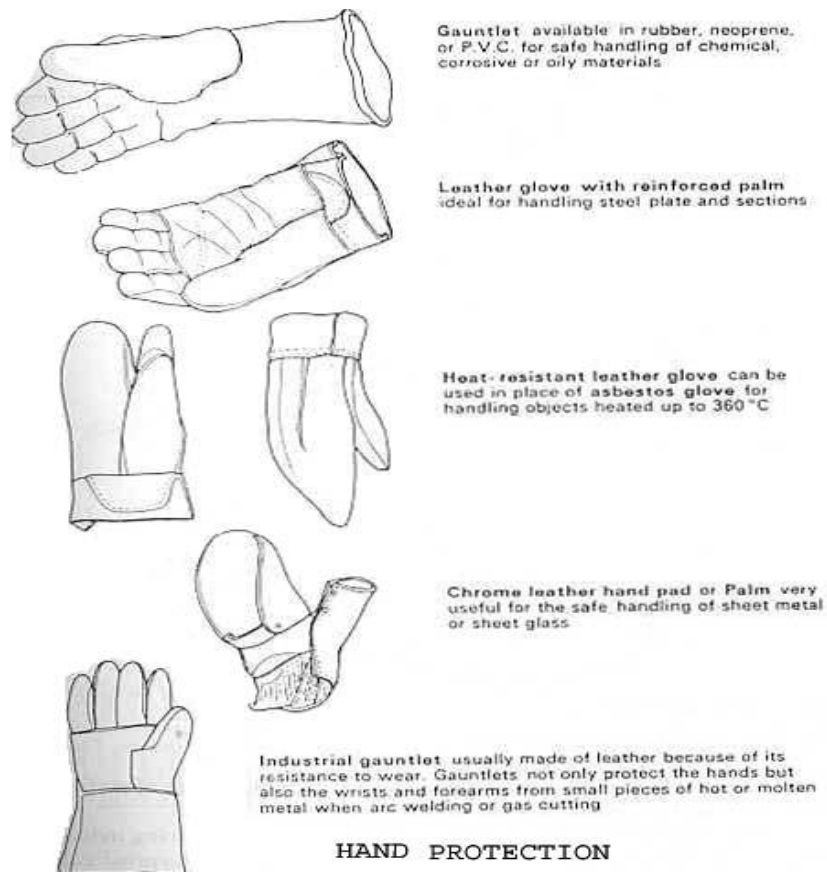 Gauntlet available in rubber, neoprene,
or P.V.C. for safe handling of chemical,
corrosive or oily materials
Leather glove with reinforced palm
ideal for handling steel plate and sections
Heat-resistant leather glove can be
used in place of asbestos glove for
handling objects heated up to 360 °C
Chrome leather hand pad or Palm very
useful for the safe handling of sheet metal
or sheet glass
Industrial gauntlet usually made of leather because of its
resistance to wear. Gauntlets not only protect the hands but
also the wrists and forearms from small pieces of hot or molten
metal when arc welding or gas cutting
HAND PROTECTION